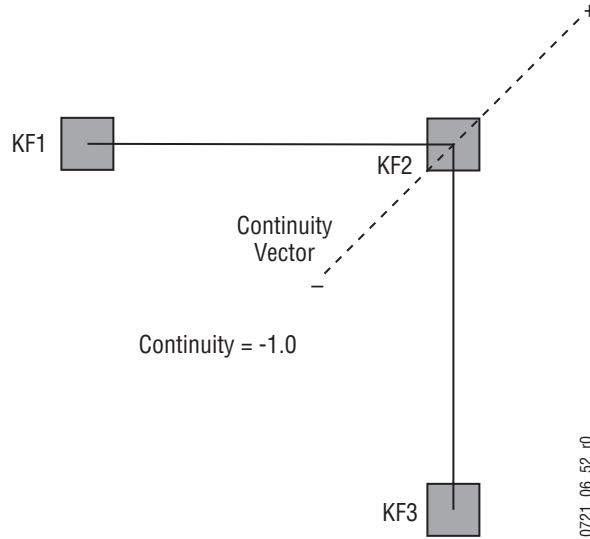 +
KF1
KF2
Continuity
Vector
–
Continuity = -1.0
KF3
0721_06_52_r0